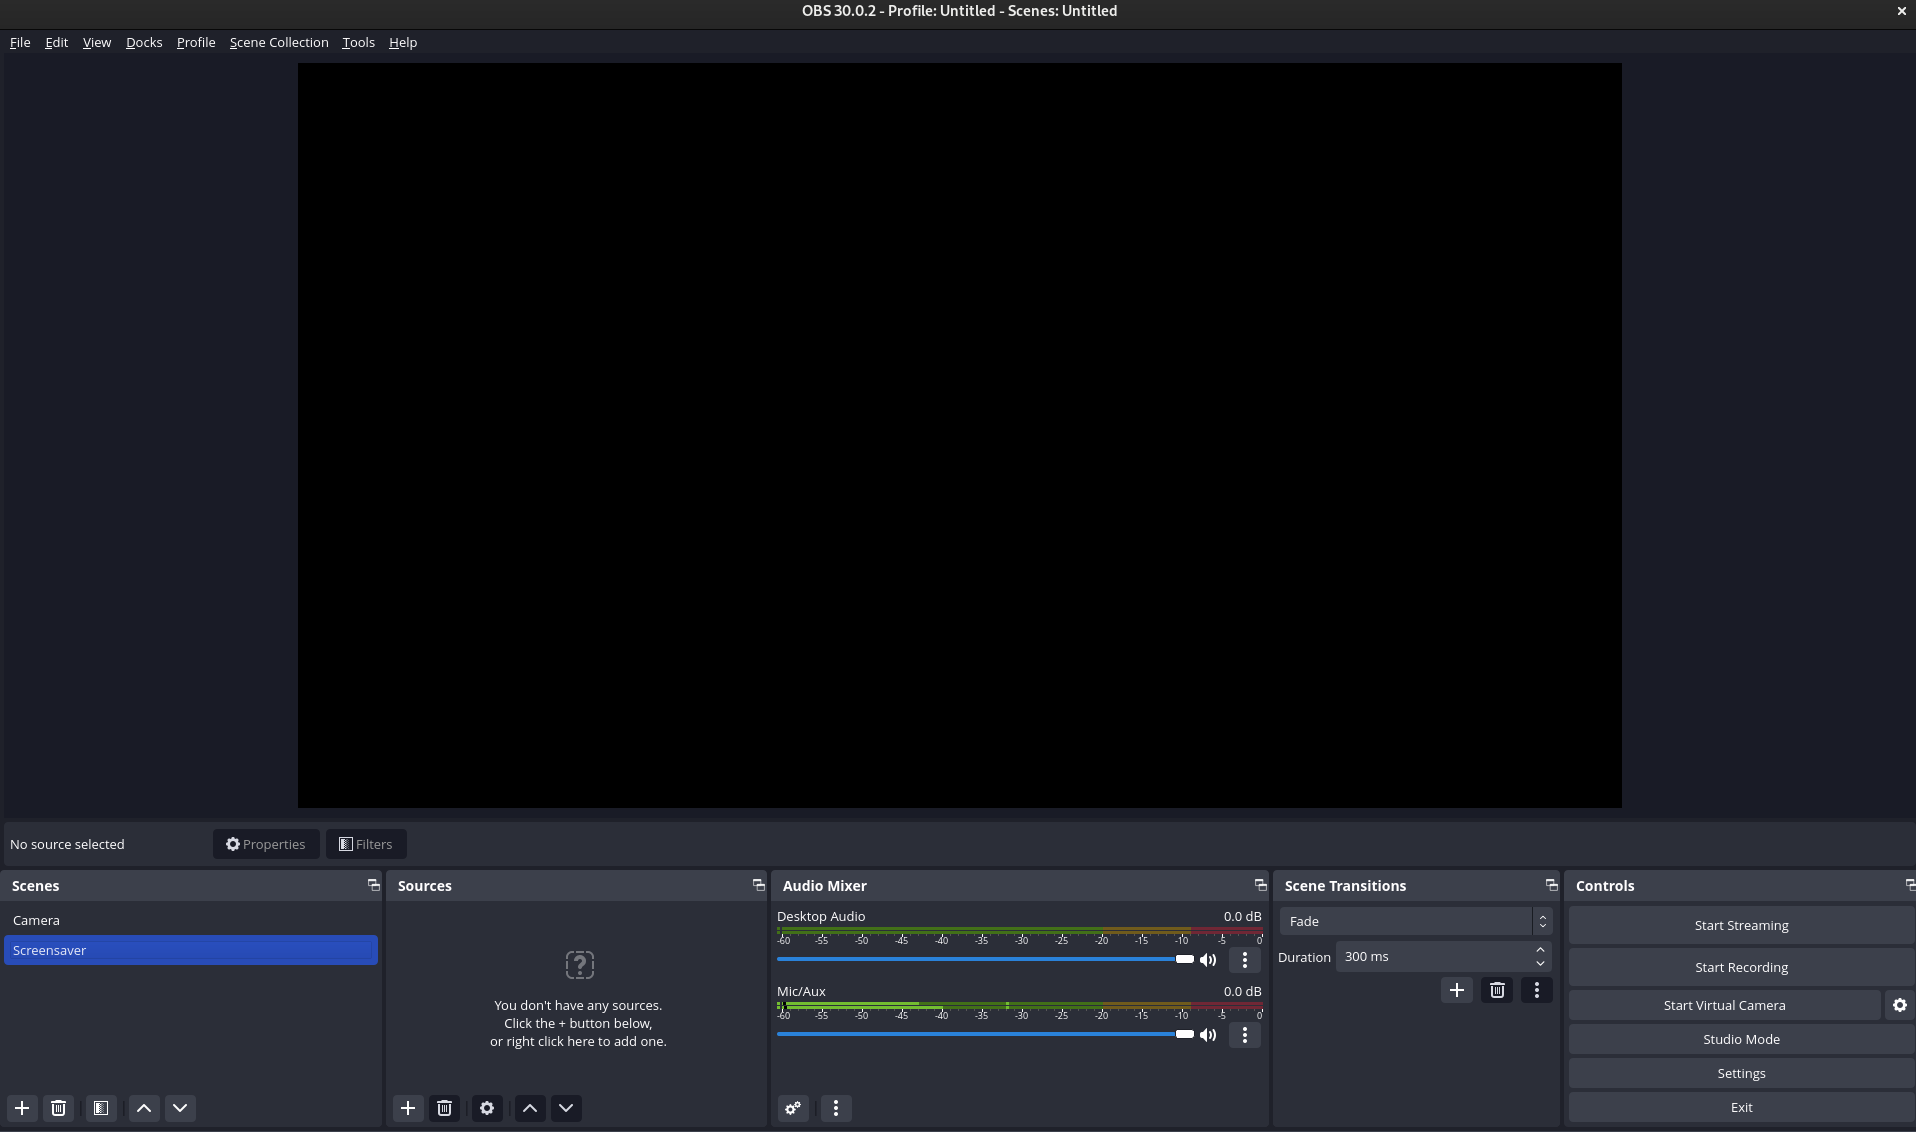 OBS 30.0.2 - Profile: Untitled - Scenes: Untitled
File Edit View Docks Profile Scene Collection Tools Help
No source selected Properties Filters
Scenes
Camera
Screensaver
Sources
You don't have any sources.
Click the + button below,
or right click here to add one.
Audio Mixer
Desktop Audio 0.0 dB
-60 -55 -50 -45 -40 -35 -30 -25 -20 -15 -10 -5 0
Mic/Aux 0.0 dB
-60 -55 -50 -45 -40 -35 -30 -25 -20 -15 -10 -5 0
Scene Transitions
Fade
Duration 300 ms
Controls
Start Streaming
Start Recording
Start Virtual Camera
Studio Mode
Settings
Exit